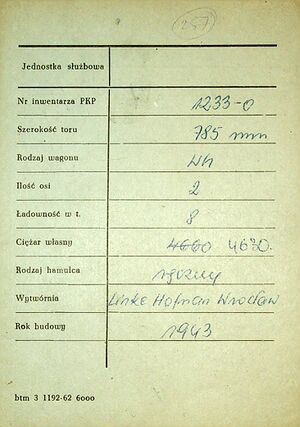 257
Jednostka służbowa
Nr inwentarza PKP 1233-0
Szerokość toru 785 mm
Rodzaj wagonu Wh
Ilość osi 2
Ładowność w t. 8
Ciężar własny 4660 4630.
Rodzaj hamulca ręczny
Wytwórnia Linke Hofman Wrocław
Rok budowy 1943
btm 3 1192-62 6000